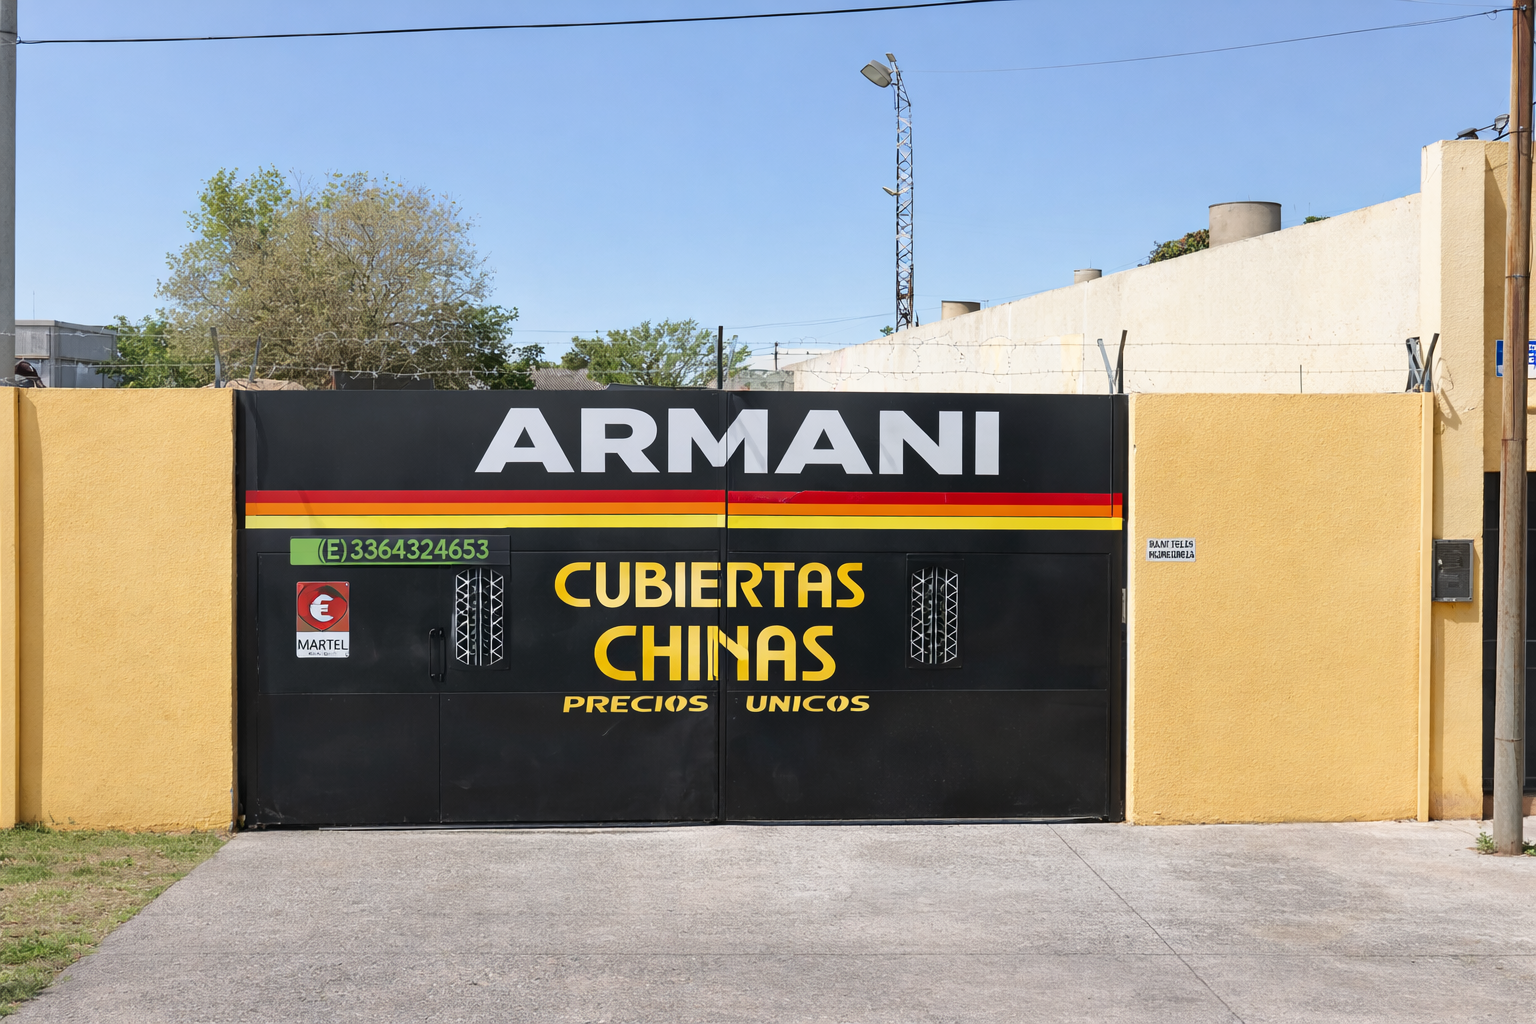 ARMANI
(E) 3364324653
CUBIERTAS
CHINAS
PRECIOS UNICOS
MARTEL